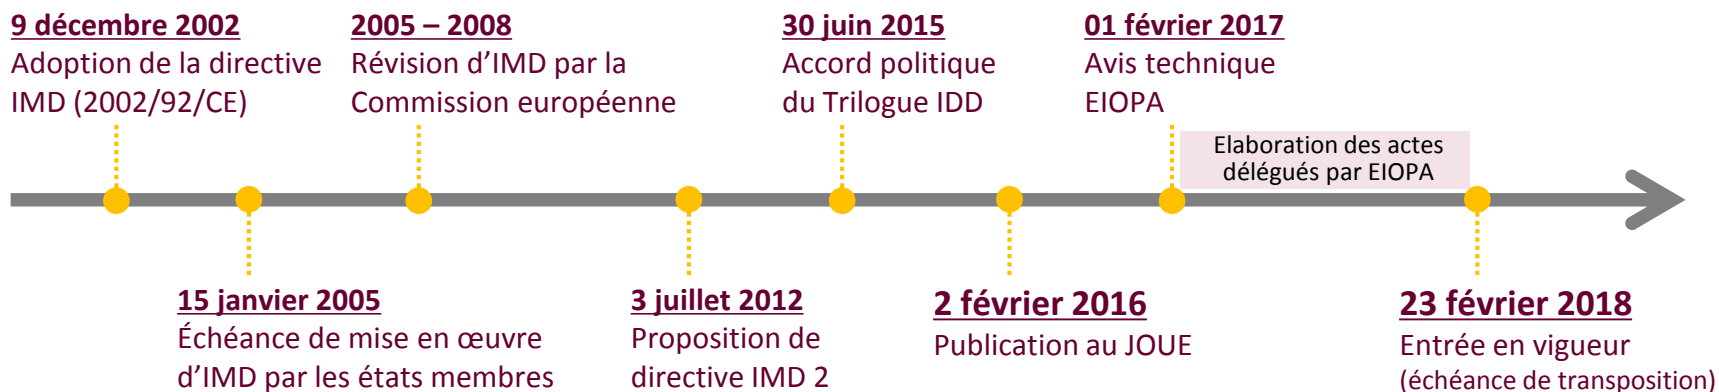 9 décembre 2002
Adoption de la directive
IMD (2002/92/CE)
2005 – 2008
Révision d'IMD par la
Commission européenne
30 juin 2015
Accord politique
du Trilogue IDD
01 février 2017
Avis technique
EIOPA
Elaboration des actes
délégués par EIOPA
15 janvier 2005
Échéance de mise en œuvre
d'IMD par les états membres
3 juillet 2012
Proposition de
directive IMD 2
2 février 2016
Publication au JOUE
23 février 2018
Entrée en vigueur
(échéance de transposition)